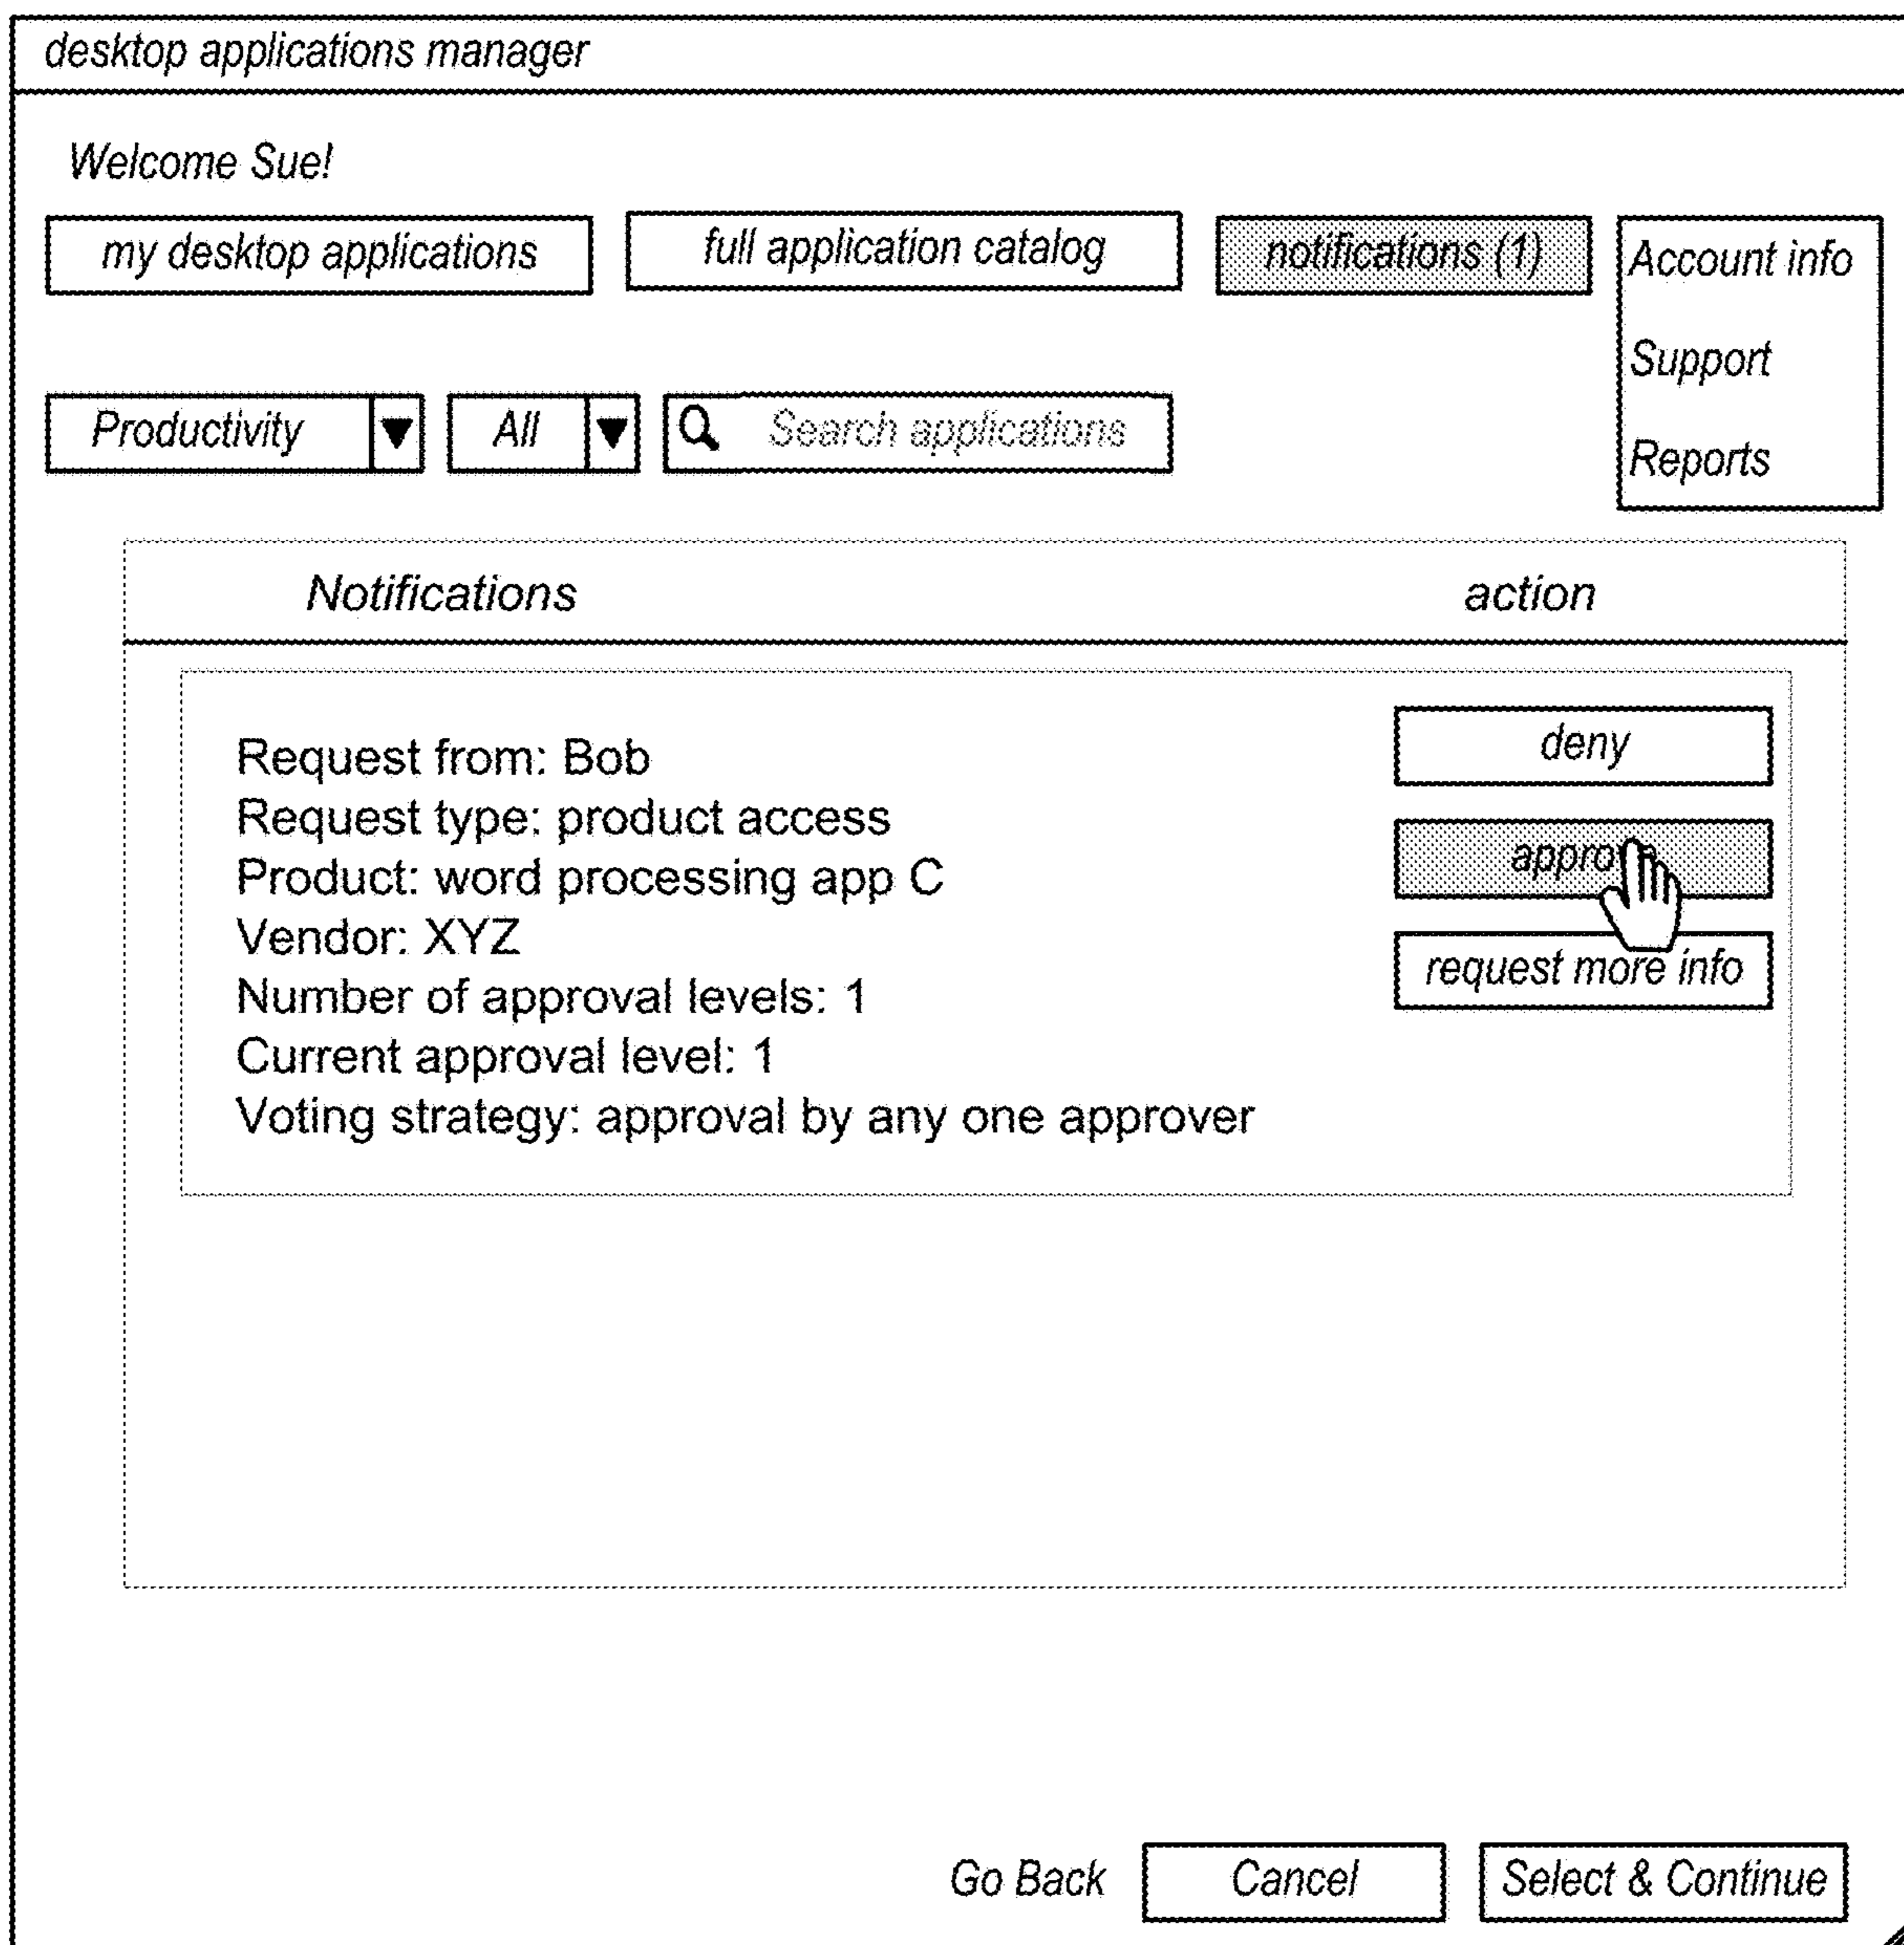 desktop applications manager
Welcome Sue!
my desktop applications
full application catalog
notifications (1)
Account info
Support
Reports
Productivity
All
Search applications
Notifications
action
Request from: Bob
Request type: product access
Product: word processing app C
Vendor: XYZ
Number of approval levels: 1
Current approval level: 1
Voting strategy: approval by any one approver
deny
request more info
Go Back
Cancel
Select & Continue